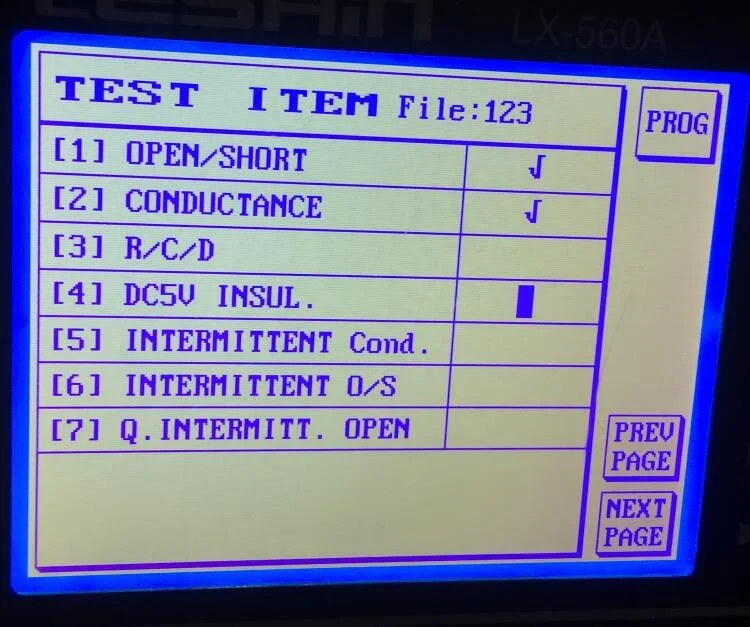 LX-560A
TEST ITEM File:123
PROG
[1] OPEN/SHORT √
[2] CONDUCTANCE √
[3] R/C/D
[4] DC5V INSUL.
[5] INTERMITTENT Cond.
[6] INTERMITTENT O/S
[7] Q.INTERMITT. OPEN
PREV
PAGE
NEXT
PAGE